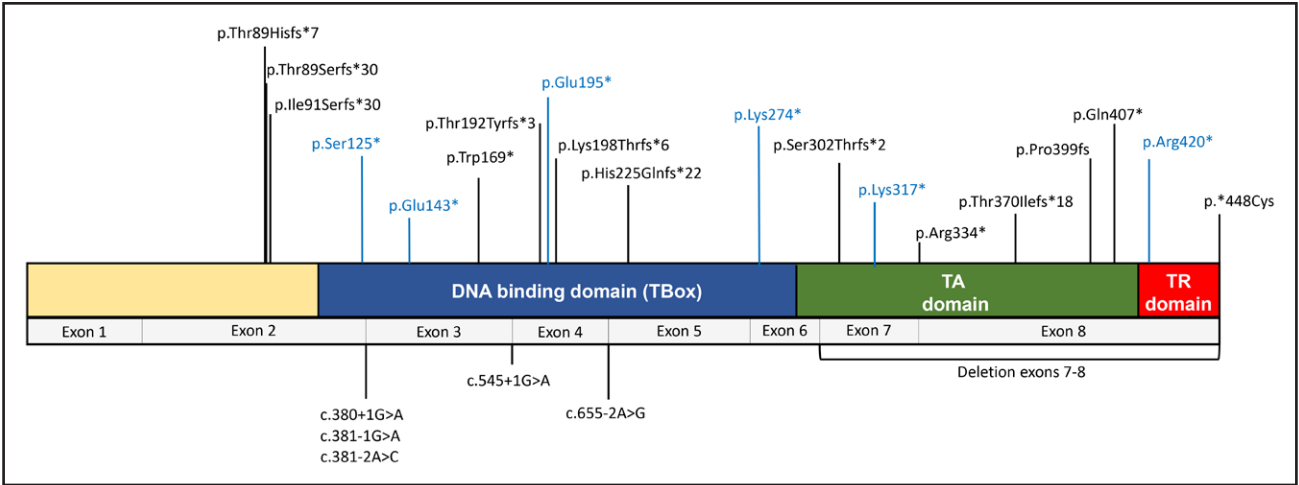 p.Thr89Hisfs*7
p.Thr89Serfs*30
p.Ile91Serfs*30
p.Ser125*
p.Glu143*
p.Trp169*
p.Thr192Tyrfs*3
p.Glu195*
p.Lys198Thrfs*6
p.His225Glnfs*22
p.Lys274*
p.Ser302Thrfs*2
p.Lys317*
p.Arg334*
p.Thr370Ilefs*18
p.Pro399fs
p.Gln407*
p.Arg420*
p.*448Cys
DNA binding domain (TBox)
TA
domain
TR
domain
Exon 1
Exon 2
Exon 3
Exon 4
Exon 5
Exon 6
Exon 7
Exon 8
c.380+1G>A
c.381-1G>A
c.381-2A>C
c.545+1G>A
c.655-2A>G
Deletion exons 7-8